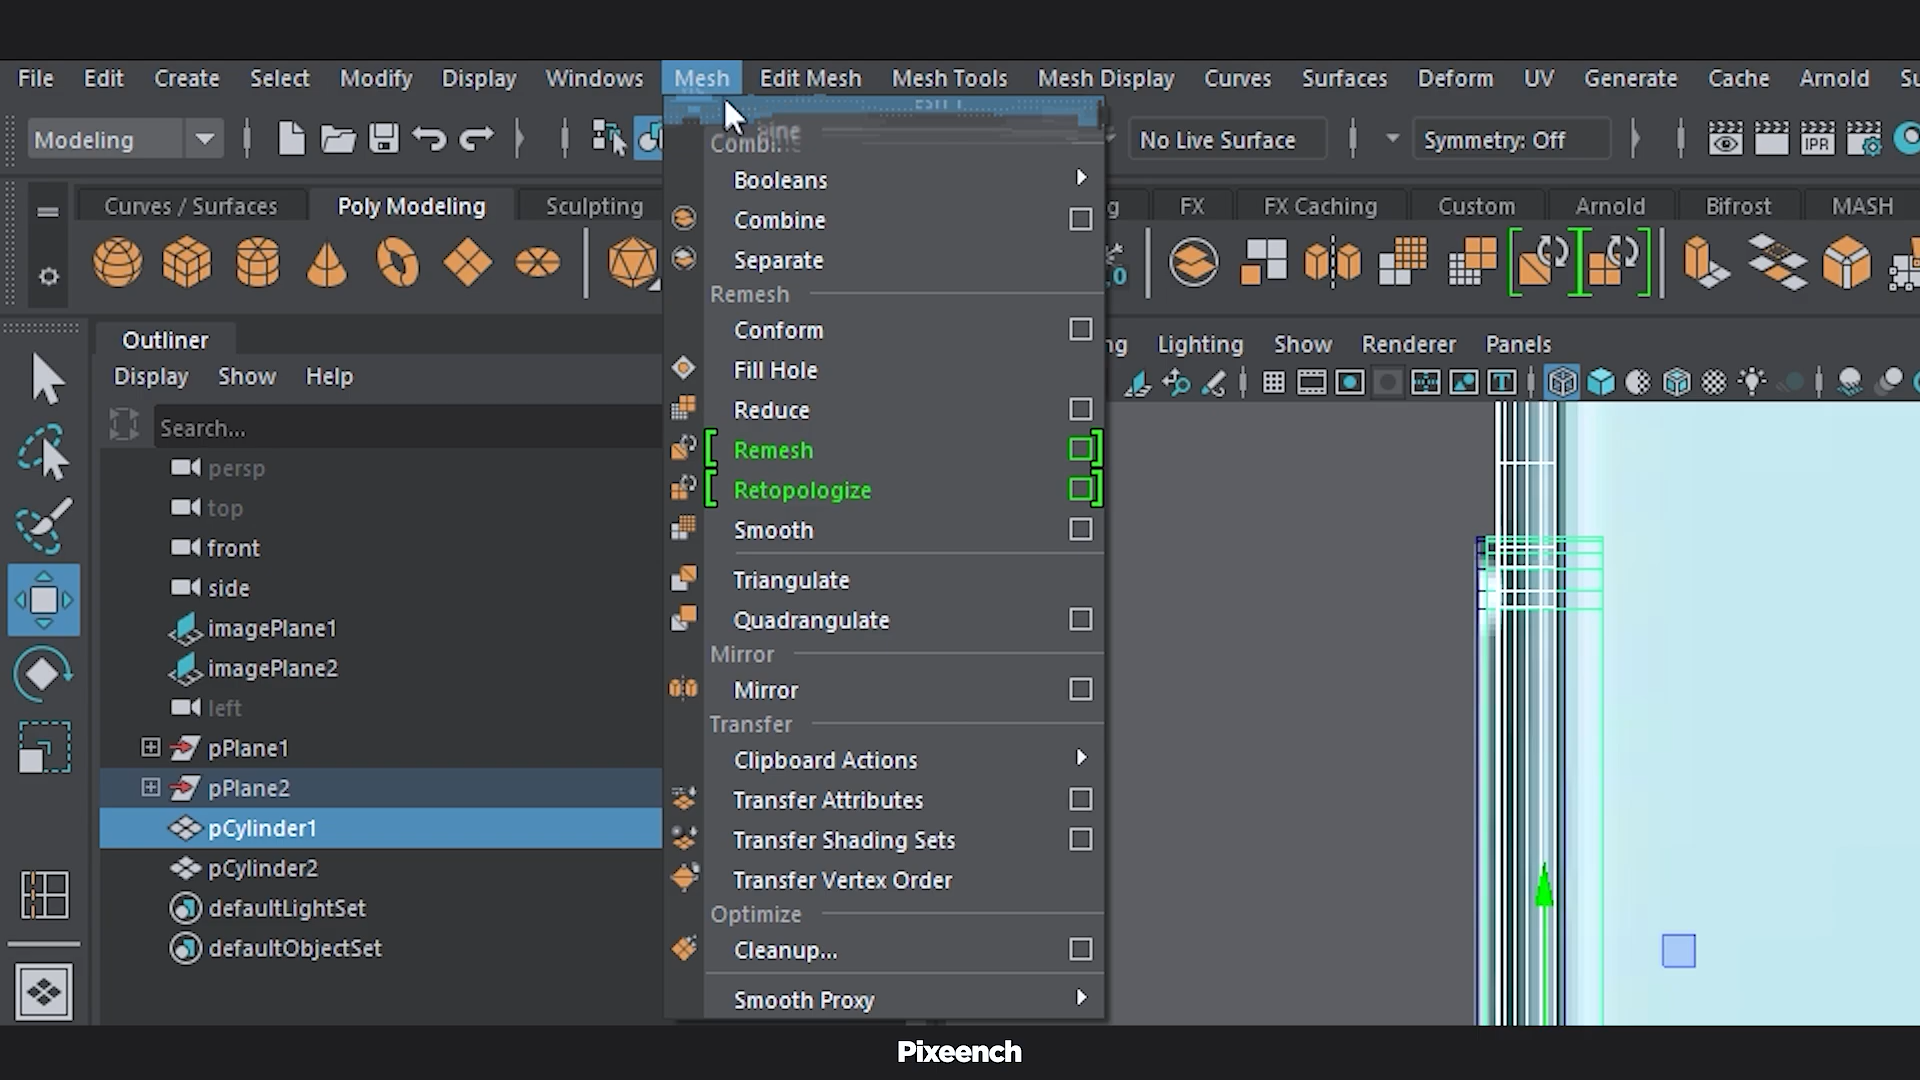 File Edit Create Select Modify Display Windows Mesh Edit Mesh Mesh Tools Mesh Display Curves Surfaces Deform UV Generate Cache Arnold
Modeling
No Live Surface
Symmetry: Off
IPR
Curves / Surfaces Poly Modeling Sculpting FX FX Caching Custom Arnold Bifrost MASH
Outliner
Display Show Help
Search...
persp
top
front
side
imagePlane1
imagePlane2
left
pPlane1
pPlane2
pCylinder1
pCylinder2
defaultLightSet
defaultObjectSet
Booleans
Combine
Separate
Remesh
Conform
Fill Hole
Reduce
Remesh
Retopologize
Smooth
Triangulate
Quadrangulate
Mirror
Mirror
Transfer
Clipboard Actions
Transfer Attributes
Transfer Shading Sets
Transfer Vertex Order
Optimize
Cleanup...
Smooth Proxy
Lighting Show Renderer Panels
Pixeench